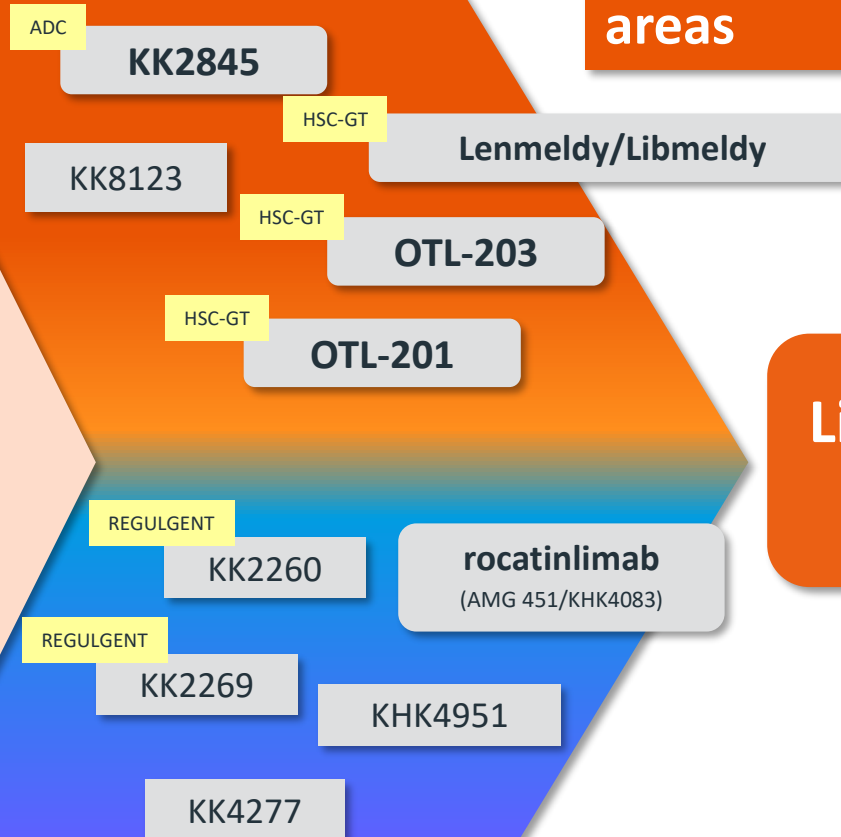 areas
ADC
KK2845
HSC-GT
Lenmeldy/Libmeldy
KK8123
HSC-GT
OTL-203
HSC-GT
OTL-201
REGULGENT
KK2260
rocatinlimab
(AMG 451/KHK4083)
REGULGENT
KK2269
KHK4951
KK4277